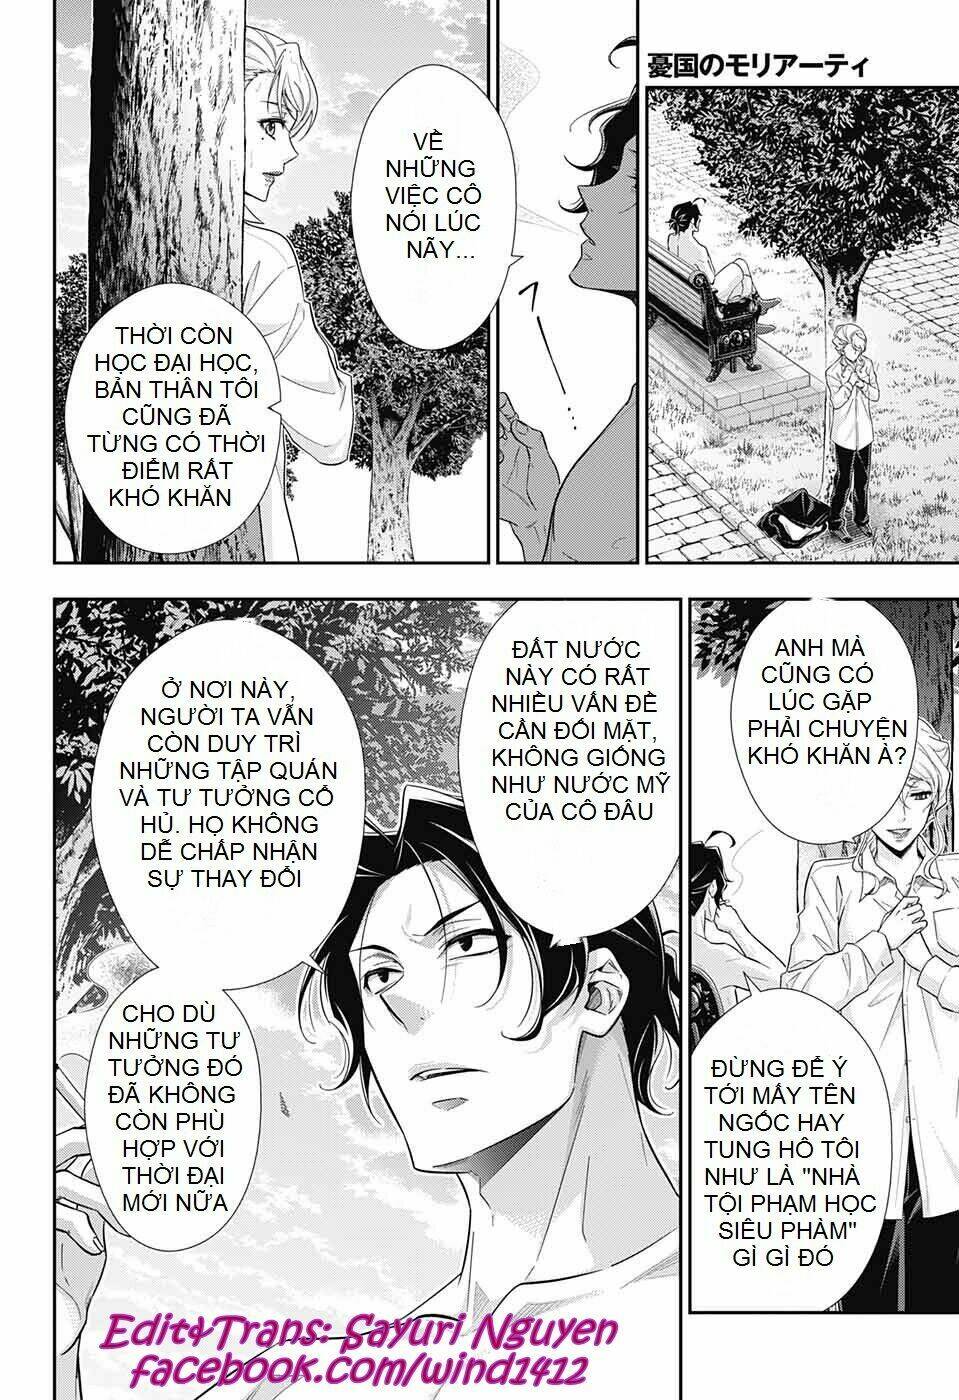 憂国のモリアーティ
VỀ
NHỮNG
VIỆC CÔ
NÓI LÚC
NÃY...
THỜI CÒN
HỌC ĐẠI HỌC,
BẢN THÂN TÔI
CŨNG ĐÃ
TỪNG CÓ THỜI
ĐIỂM RẤT
KHÓ KHĂN
ANH MÀ
CŨNG CÓ
LÚC GẶP
PHẢI CHUYỆN
KHÓ KHĂN À?
ĐỪNG ĐỂ Ý
TỚI MẤY TÊN
NGỐC HAY
TUNG HÔ TÔI
NHƯ LÀ "NHÀ
TỘI PHẠM HỌC
SIÊU PHÀM"
GÌ GÌ ĐÓ
ĐẤT NƯỚC
NÀY CÓ RẤT
NHIỀU VẤN ĐỀ
CẦN ĐỐI MẶT,
KHÔNG GIỐNG
NHƯ NƯỚC MỸ
CỦA CÔ ĐÂU
Ở NƠI NÀY,
NGƯỜI TA VẪN
CÒN DUY TRÌ
NHỮNG TẬP QUÁN
VÀ TƯ TƯỞNG CỔ
HỦ. HỌ KHÔNG
DỄ CHẤP NHẬN
SỰ THAY ĐỔI
CHO DÙ
NHỮNG TƯ
TƯỞNG ĐÓ
ĐÃ KHÔNG
CÒN PHÙ
HỢP VỚI
THỜI ĐẠI
MỚI NỮA
Edit&Trans: Sayuri Nguyen
facebook.com/wind1412